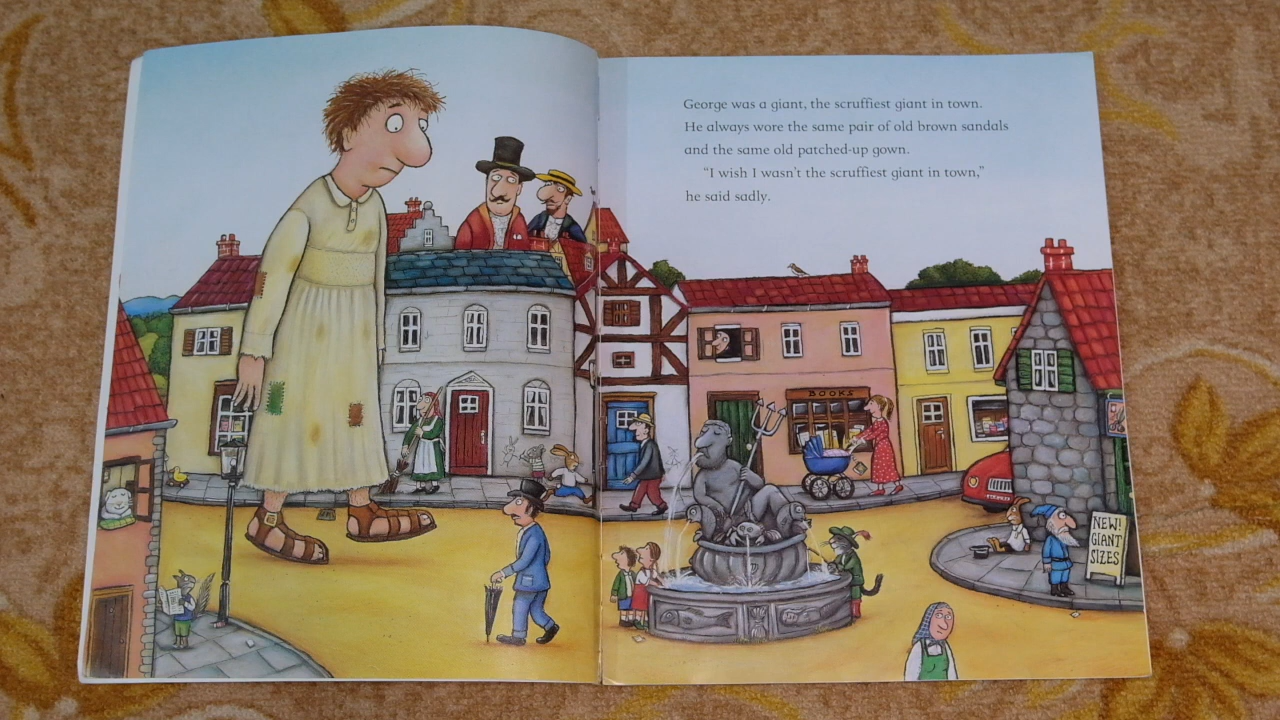 George was a giant, the scruffiest giant in town.
He always wore the same pair of old brown sandals
and the same old patched-up gown.
“I wish I wasn’t the scruffiest giant in town,”
he said sadly.
BOOKS
NEW!
GIANT
SIZES